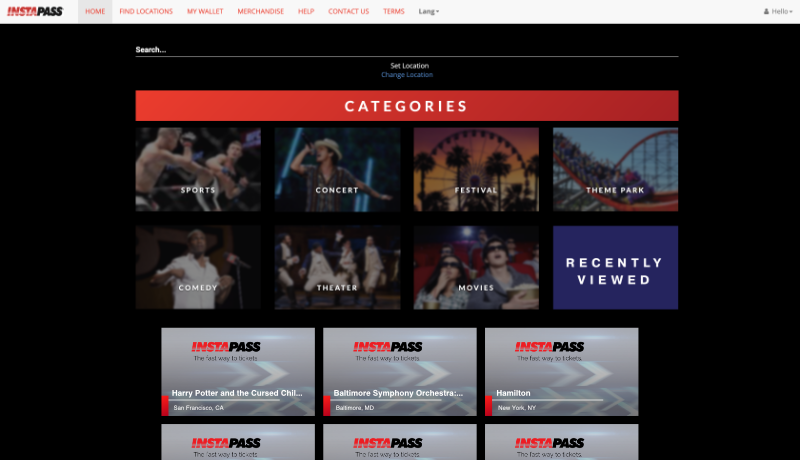 INSTAPASS HOME FIND LOCATIONS MY WALLET MERCHANDISE HELP CONTACT US TERMS Lang Hello
Search...
Set Location
Change Location
CATEGORIES
SPORTS CONCERT FESTIVAL THEME PARK
COMEDY THEATER MOVIES RECENTLY
VIEWED
INSTAPASS INSTAPASS INSTAPASS
The fast way to tickets. The fast way to tickets. The fast way to tickets.
Harry Potter and the Cursed Chil... Baltimore Symphony Orchestra:... Hamilton
San Francisco, CA Baltimore, MD New York, NY
INSTAPASS INSTAPASS INSTAPASS
The fast way to tickets. The fast way to tickets. The fast way to tickets.